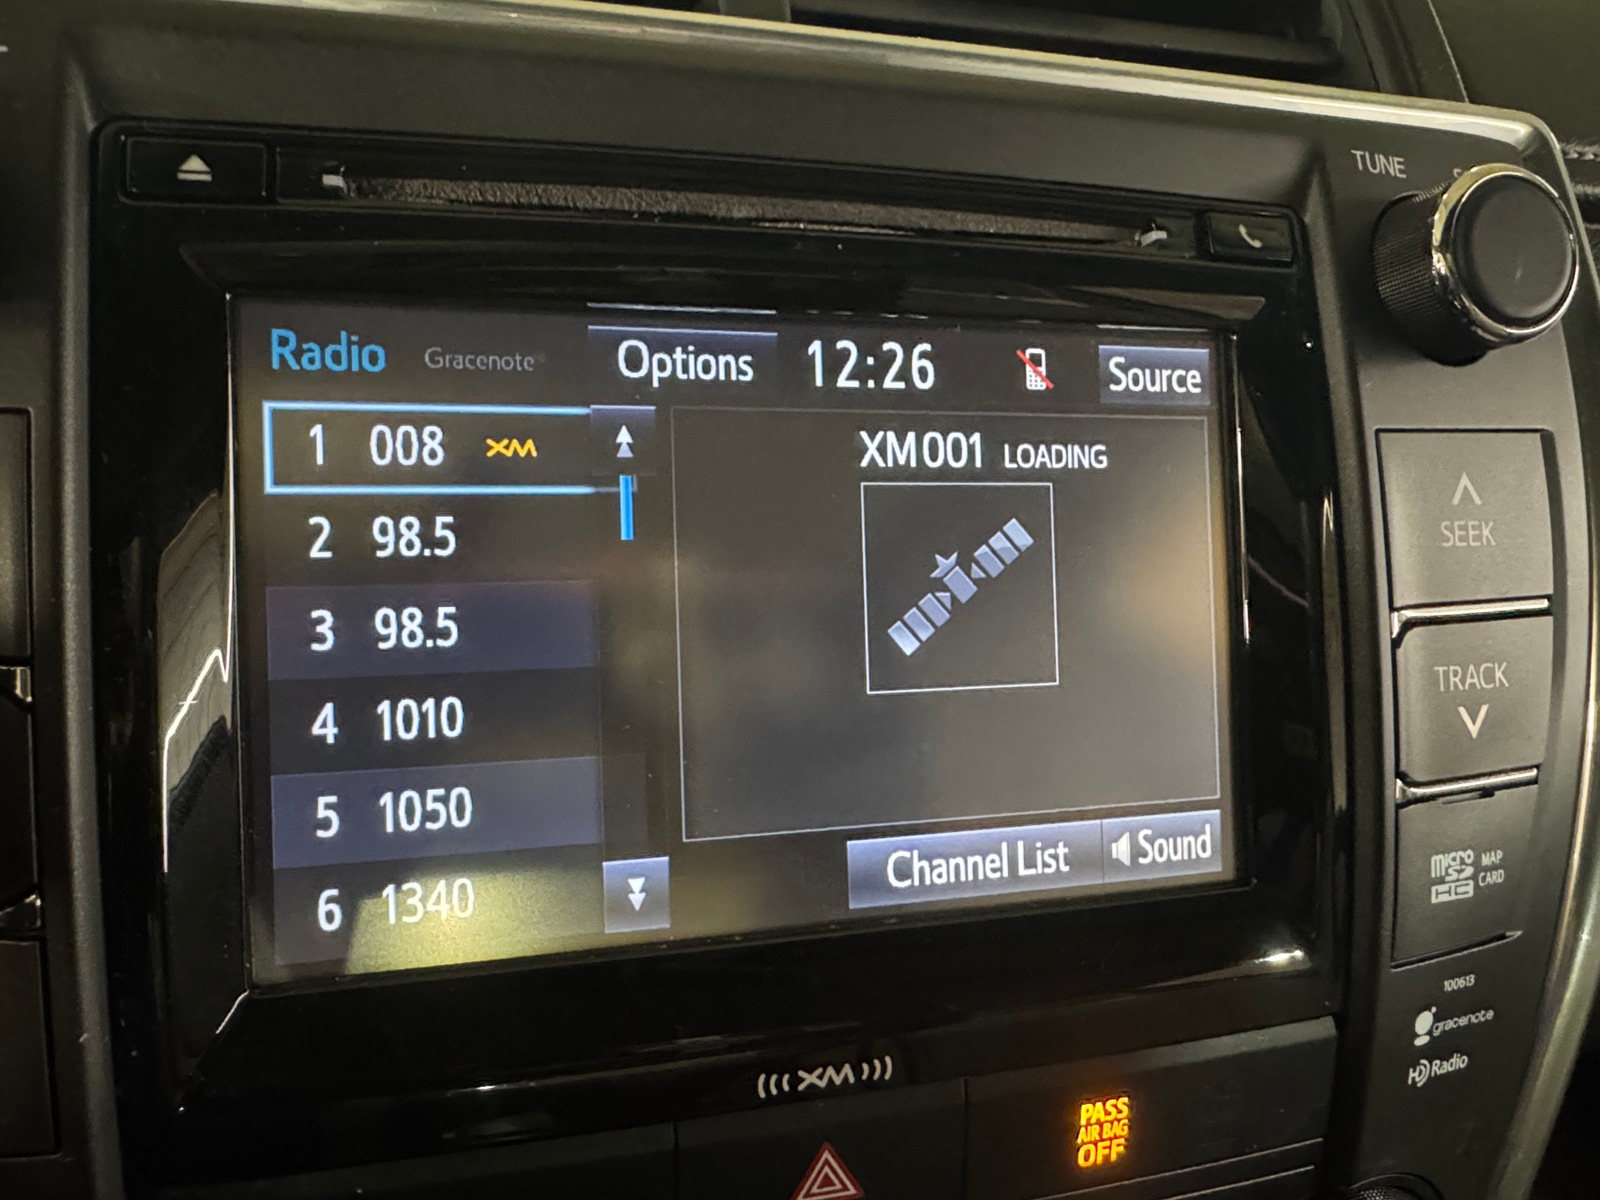 TUNE
Radio Gracenote Options 12:26 Source
1 008 XM
2 98.5
3 98.5
4 1010
5 1050
6 1340
XM001 LOADING
Channel List Sound
SEEK
TRACK
micro SD HC MAP CARD
100613
gracenote
HD Radio
(((XM)))
PASS
AIR BAG
OFF